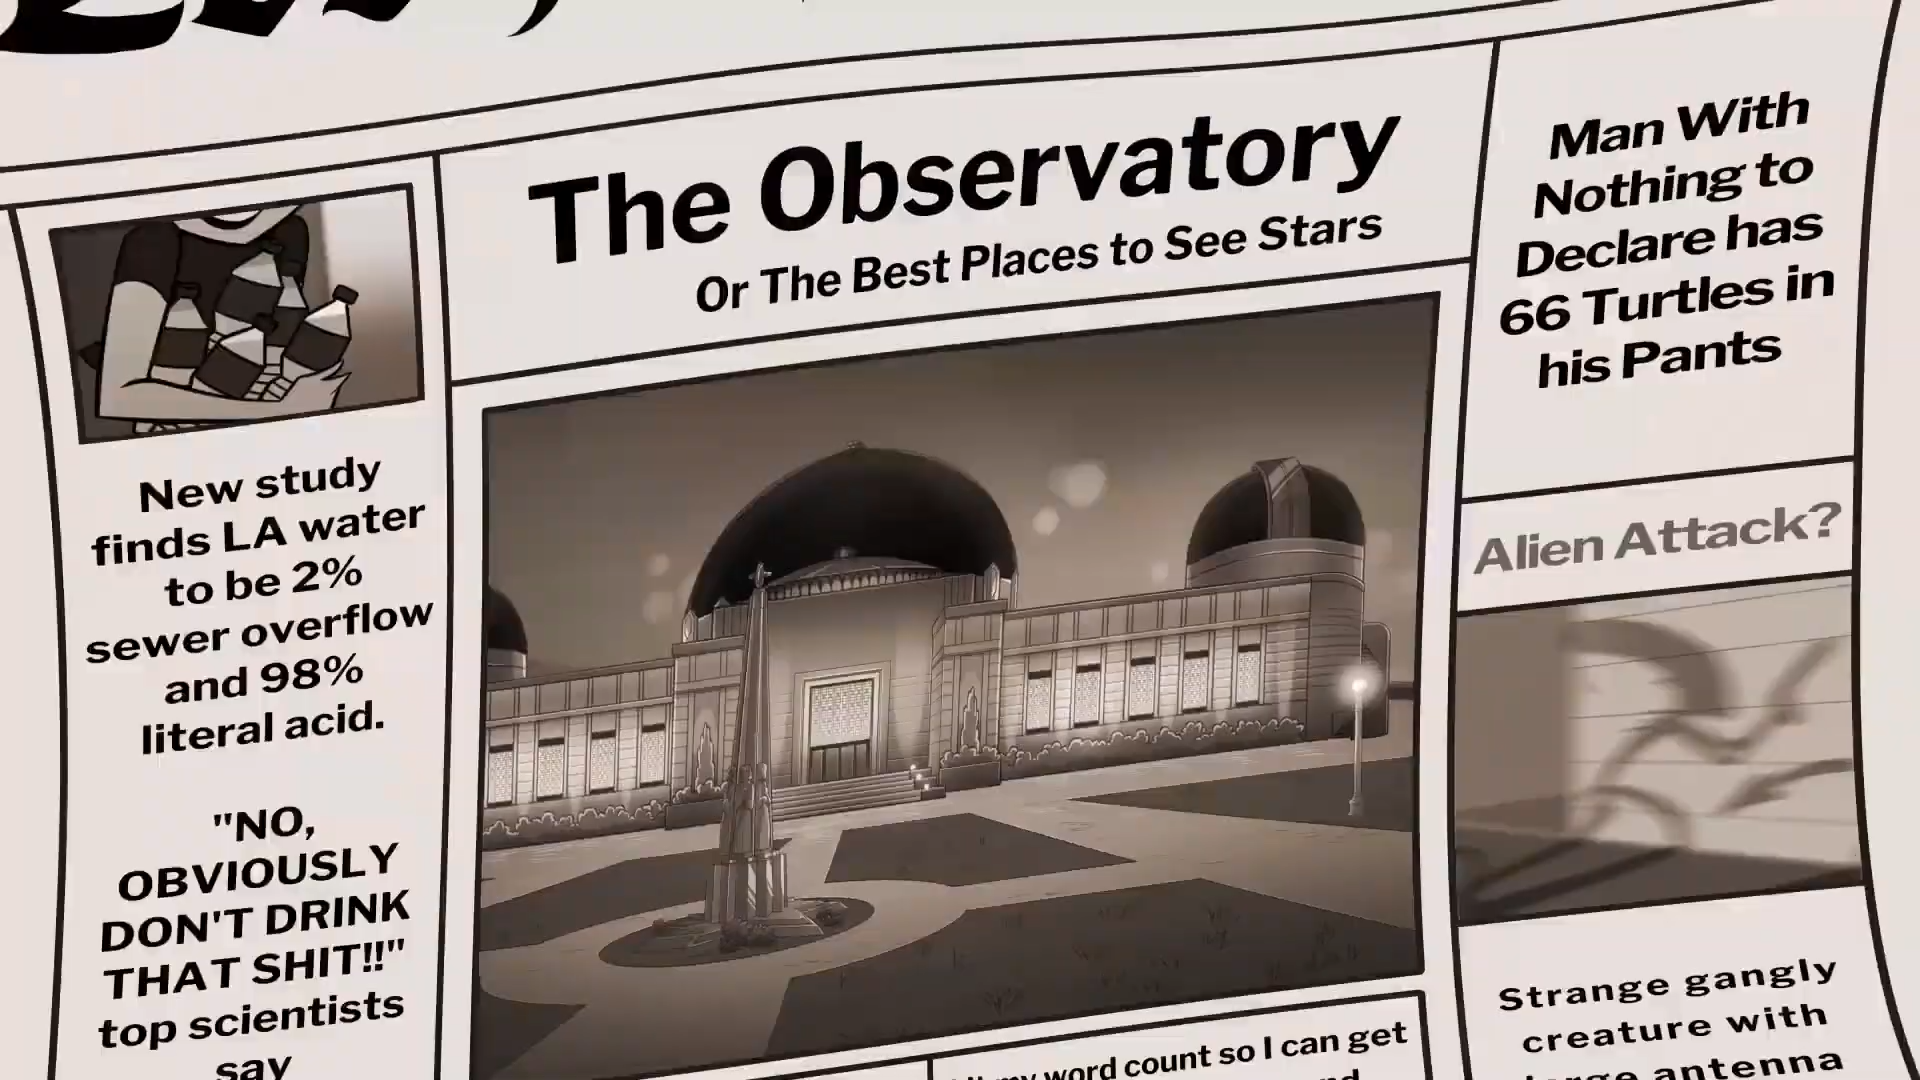 The Observatory
Or The Best Places to See Stars
New study
finds LA water
to be 2%
sewer overflow
and 98%
literal acid.
"NO,
OBVIOUSLY
DON'T DRINK
THAT SHIT!!"
top scientists
say
my word count so I can get
Man With
Nothing to
Declare has
66 Turtles in
his Pants
Alien Attack?
Strange gangly
creature with
antenna